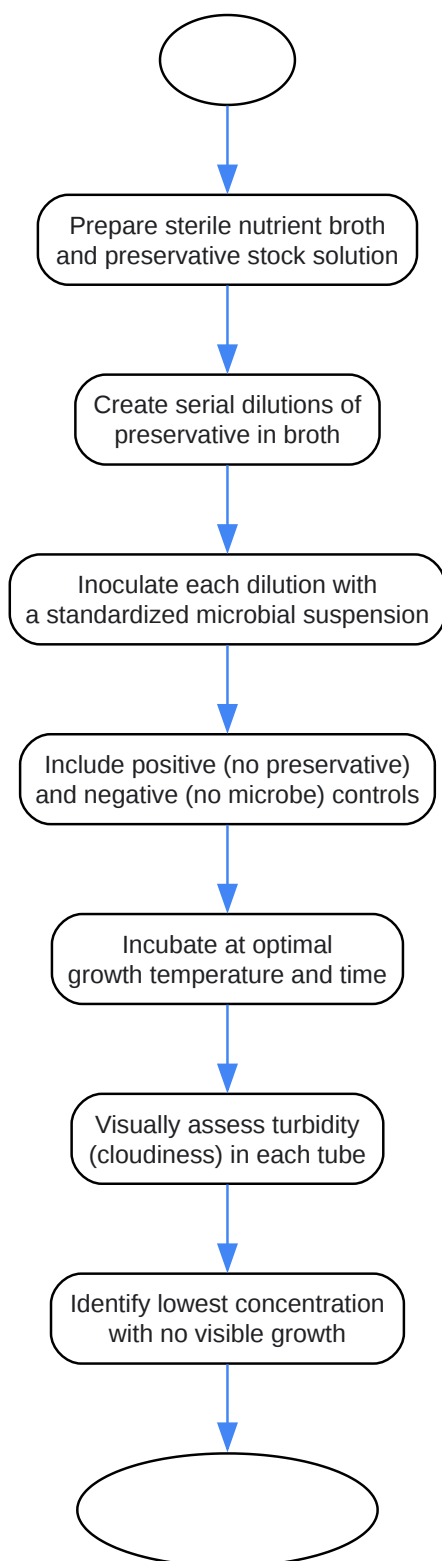 Prepare sterile nutrient broth
and preservative stock solution
Create serial dilutions of
preservative in broth
Inoculate each dilution with
a standardized microbial suspension
Include positive (no preservative)
and negative (no microbe) controls
Incubate at optimal
growth temperature and time
Visually assess turbidity
(cloudiness) in each tube
Identify lowest concentration
with no visible growth